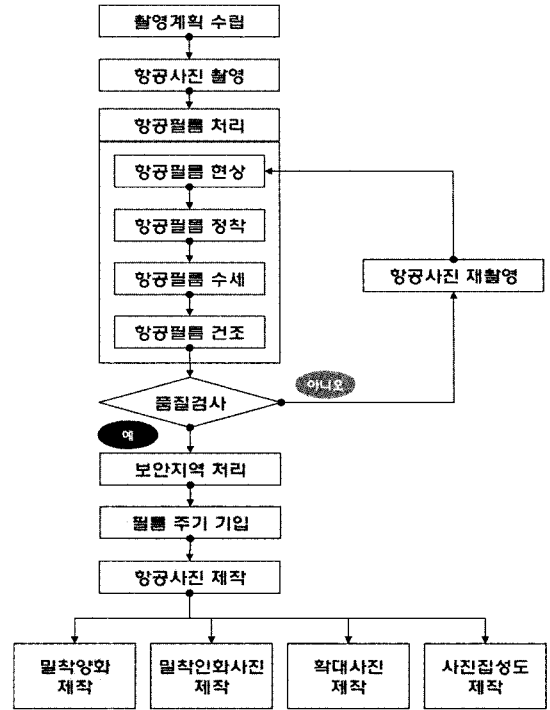 촬영계획 수립
항공사진 촬영
항공필름 처리
항공필름 현상
항공필름 정착
항공사진 재촬영
항공필름 수세
항공필름 건조
아니오
품질검사
예
보안지역 처리
필름 주기 기입
항공사진 제작
밀착양화
제작
밀착인화사진
제작
확대사진
제작
사진집성도
제작